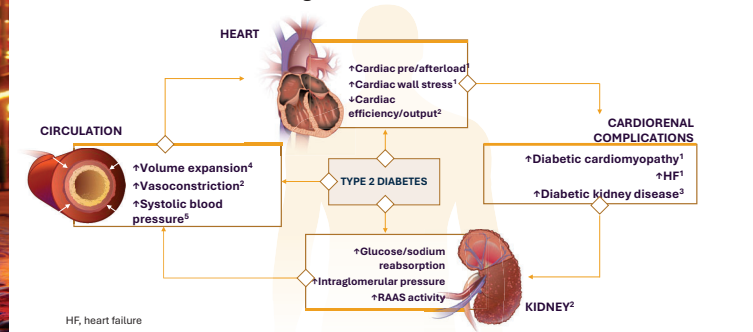 HEART
↑Cardiac pre/afterload¹
↑Cardiac wall stress¹
↓Cardiac
efficiency/output²
CIRCULATION
↑Volume expansion⁴
↑Vasoconstriction²
↑Systolic blood
pressure⁵
TYPE 2 DIABETES
CARDIORENAL
COMPLICATIONS
↑Diabetic cardiomyopathy¹
↑HF¹
↑Diabetic kidney disease³
↑Glucose/sodium
reabsorption
↑Intraglomerular pressure
↑RAAS activity
KIDNEY²
HF, heart failure